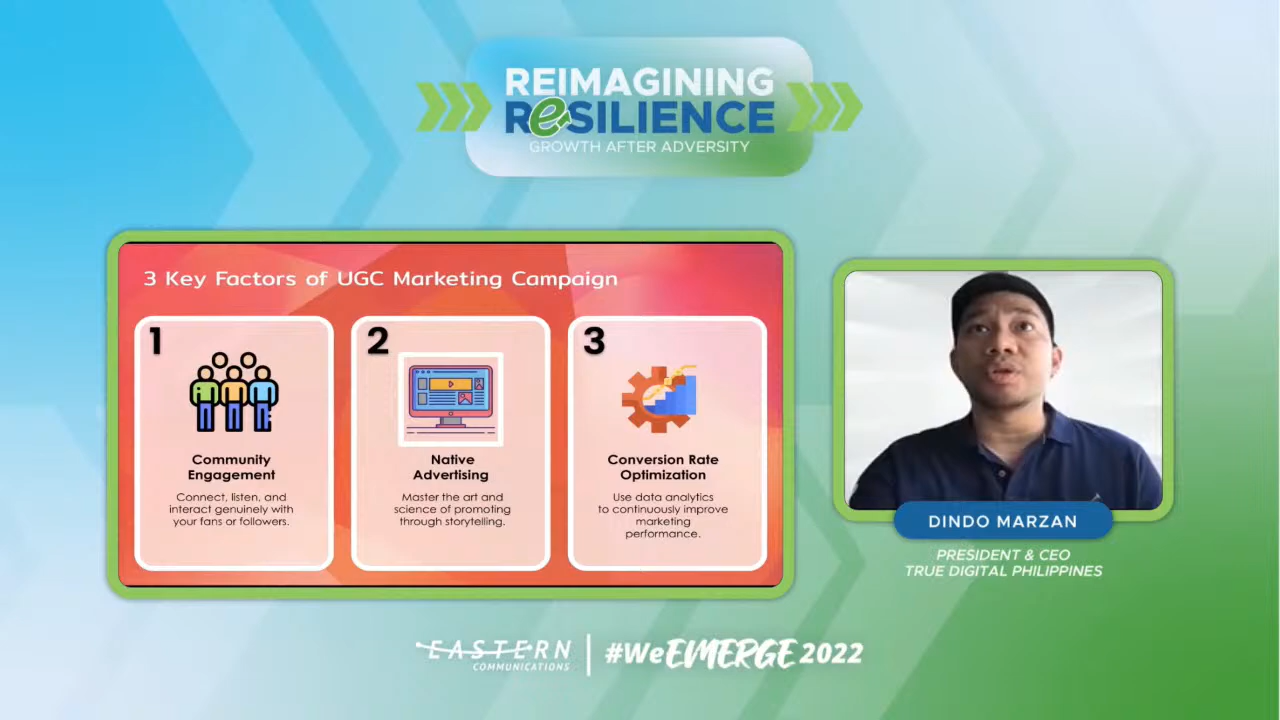 REIMAGINING
ReSILIENCE
GROWTH AFTER ADVERSITY
3 Key Factors of UGC Marketing Campaign
1
Community
Engagement
Connect, listen, and
interact genuinely with
your fans or followers.
2
Native
Advertising
Master the art and
science of promoting
through storytelling.
3
Conversion Rate
Optimization
Use data analytics
to continuously improve
marketing
performance.
DINDO MARZAN
PRESIDENT & CEO
TRUE DIGITAL PHILIPPINES
EASTERN
COMMUNICATIONS
#WeEMERGE 2022